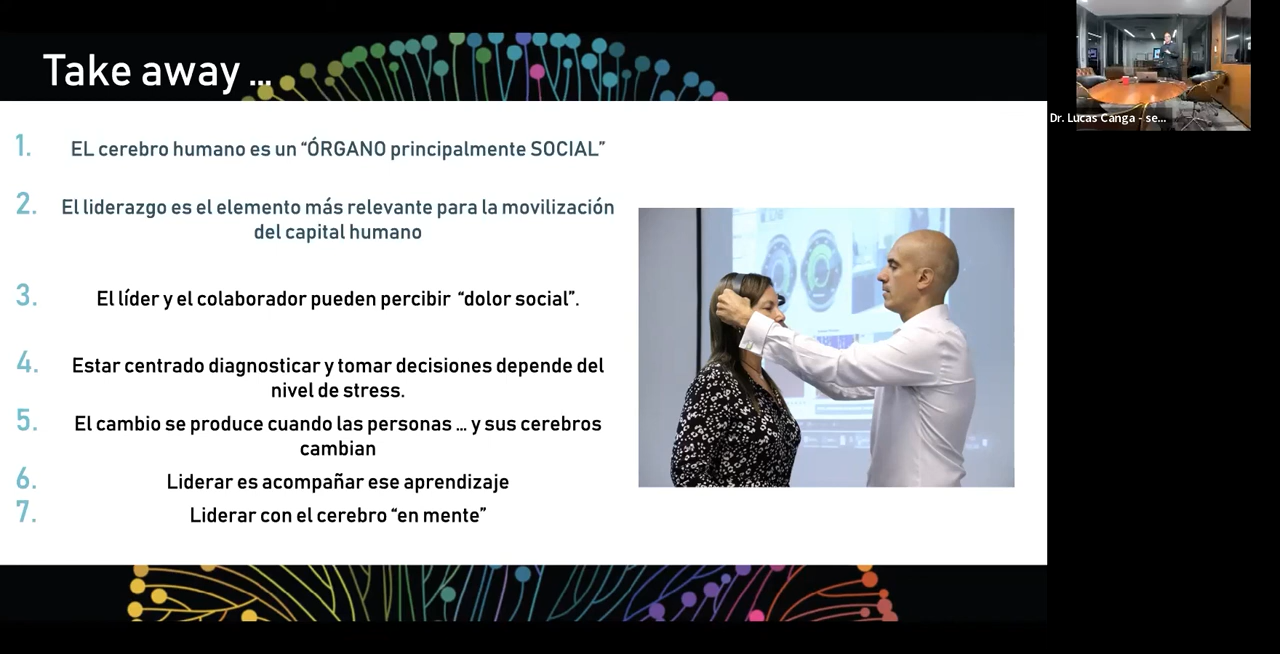 Take away ...
1. EL cerebro humano es un “ÓRGANO principalmente SOCIAL”
2. El liderazgo es el elemento más relevante para la movilización
del capital humano
3. El líder y el colaborador pueden percibir “dolor social”.
4. Estar centrado diagnosticar y tomar decisiones depende del
nivel de stress.
5. El cambio se produce cuando las personas ... y sus cerebros
cambian
6. Liderar es acompañar ese aprendizaje
7. Liderar con el cerebro “en mente”
Dr. Lucas Canga - se...